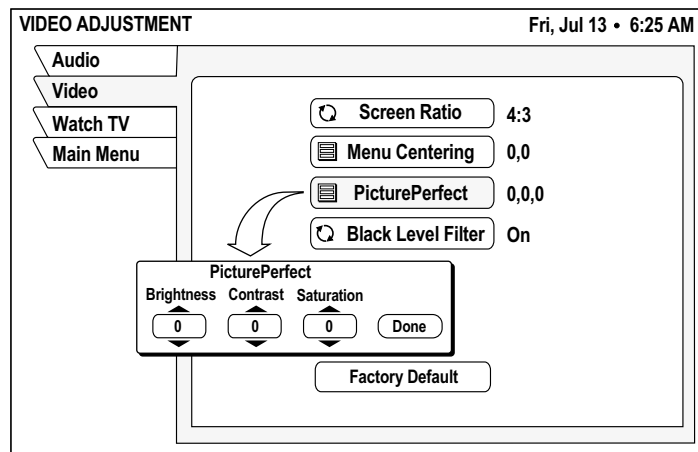 VIDEO ADJUSTMENT Fri, Jul 13 • 6:25 AM
Audio
Video
Watch TV
Main Menu
Screen Ratio 4:3
Menu Centering 0,0
PicturePerfect 0,0,0
Black Level Filter On
PicturePerfect
Brightness Contrast Saturation
0 0 0 Done
Factory Default